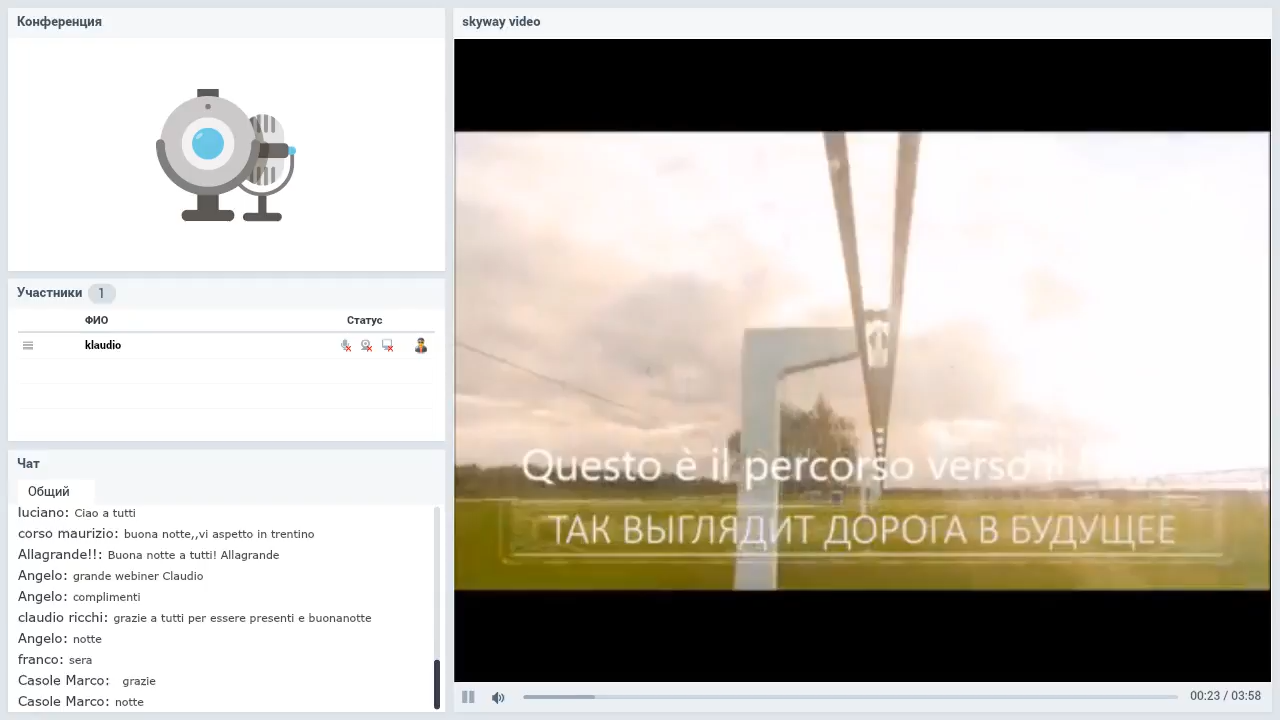 Конференция
Участники 1
ФИО Статус
klaudio
Чат
Общий
luciano: Ciao a tutti
corso maurizio: buona notte,,vi aspetto in trentino
Allagrande!!: Buona notte a tutti! Allagrande
Angelo: grande webiner Claudio
Angelo: complimenti
claudio ricchi: grazie a tutti per essere presenti e buonanotte
Angelo: notte
franco: sera
Casole Marco: grazie
Casole Marco: notte
skyway video
Questo è il percorso verso
ТАК ВЫГЛЯДИТ ДОРОГА В БУДУЩЕЕ
00:23 / 03:58